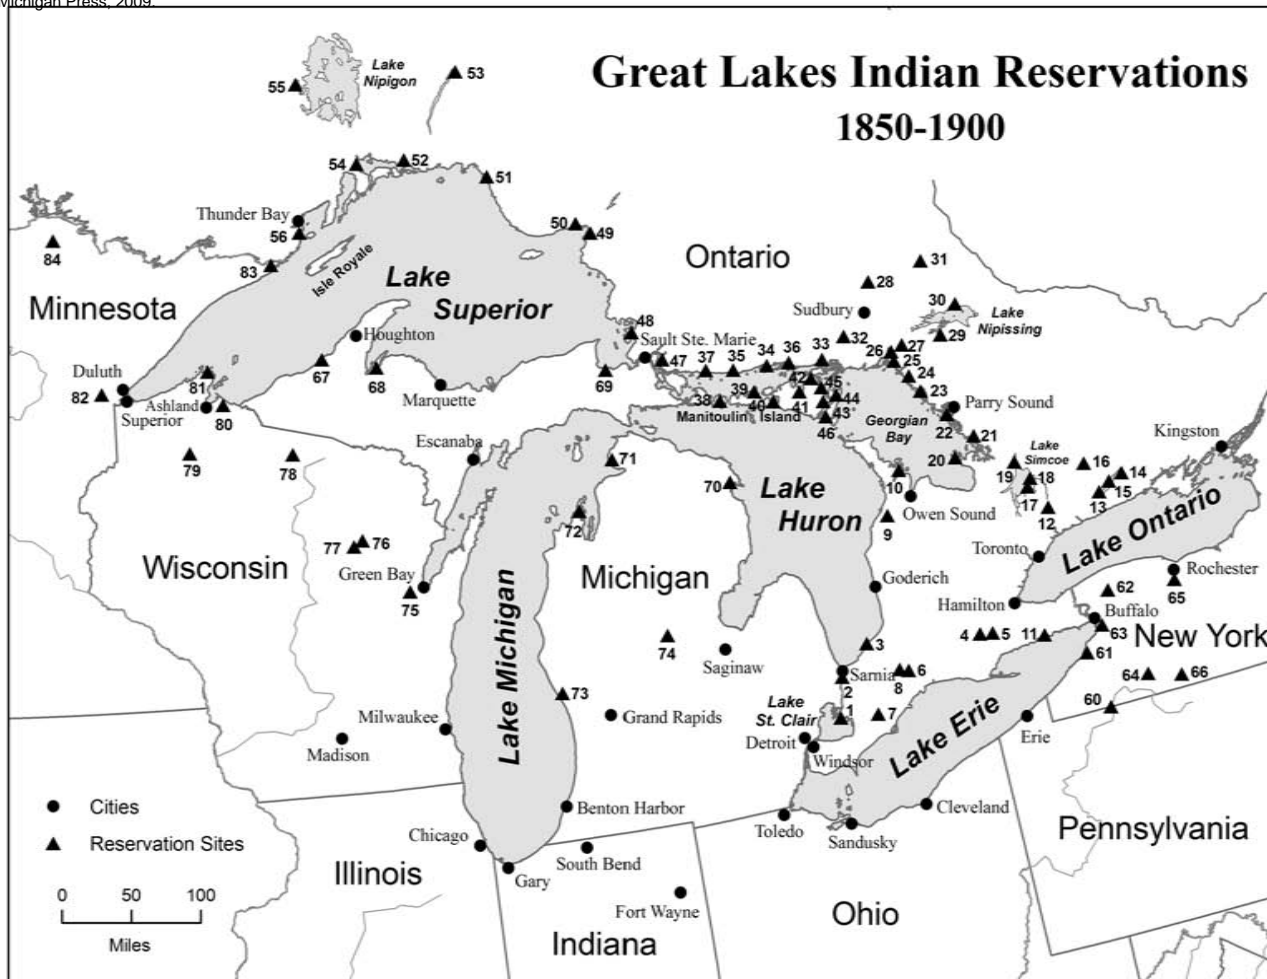 Michigan Press, 2009.
Great Lakes Indian Reservations
1850-1900
Lake
Nipigon
55
53
54
52
51
Thunder Bay
56
50
49
84
83
Isle Royale
Ontario
31
28
Minnesota
Lake
Superior
Sudbury
30
Lake
Nipissing
29
Houghton
48
Sault Ste. Marie
47
37
35
34
36
33
32
26
27
25
24
23
Duluth
82
81
67
68
69
Ashland
Superior
80
Marquette
39
42
45
38
40
41
44
43
46
Manitoulin Island
Georgian
Bay
Parry Sound
22
21
Kingston
Escanaba
79
78
71
70
Lake
Huron
10
20
Owen Sound
9
Lake
Simcoe
19
18
17
16
14
15
13
12
72
Wisconsin
77
76
Green Bay
75
Michigan
Lake Michigan
Toronto
Lake Ontario
Goderich
Hamilton
62
Rochester
65
Buffalo
63
New York
4
5
11
61
74
Saginaw
3
Sarnia
2
1
6
8
7
64
66
60
73
Lake
St. Clair
Grand Rapids
Detroit
Windsor
Lake Erie
Erie
Milwaukee
Madison
Cities
Reservation Sites
0 50 100
Miles
Benton Harbor
Chicago
Gary
South Bend
Fort Wayne
Illinois
Indiana
Toledo
Sandusky
Cleveland
Ohio
Pennsylvania